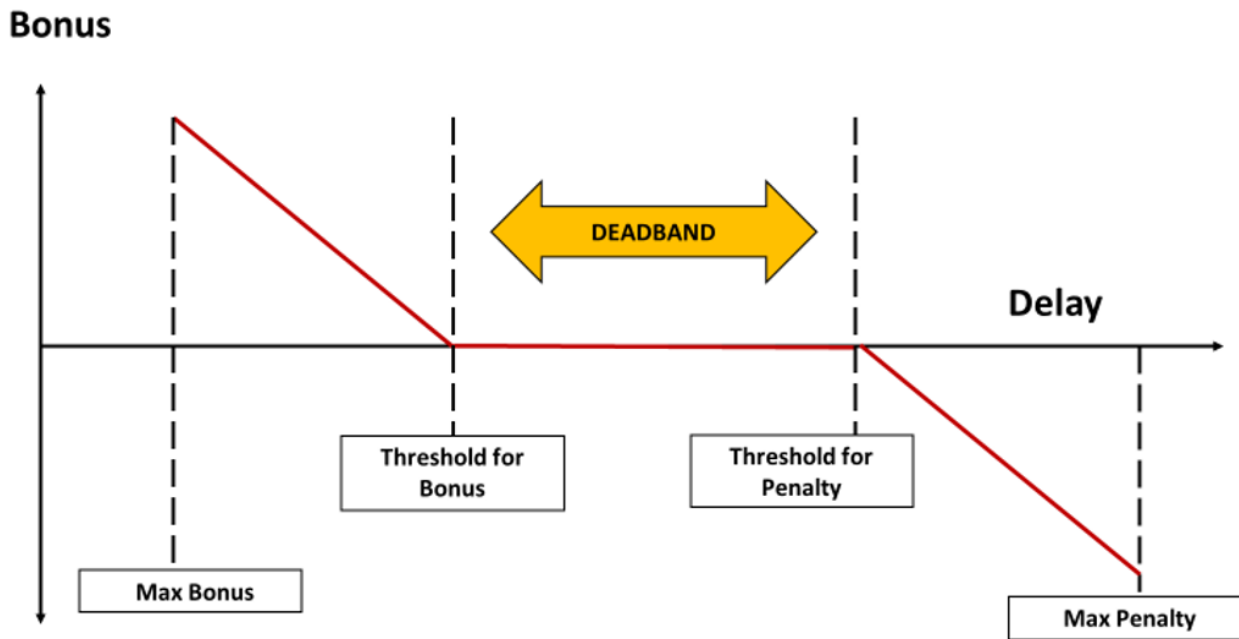 Bonus
DEADBAND
Delay
Threshold for
Bonus
Threshold for
Penalty
Max Bonus
Max Penalty